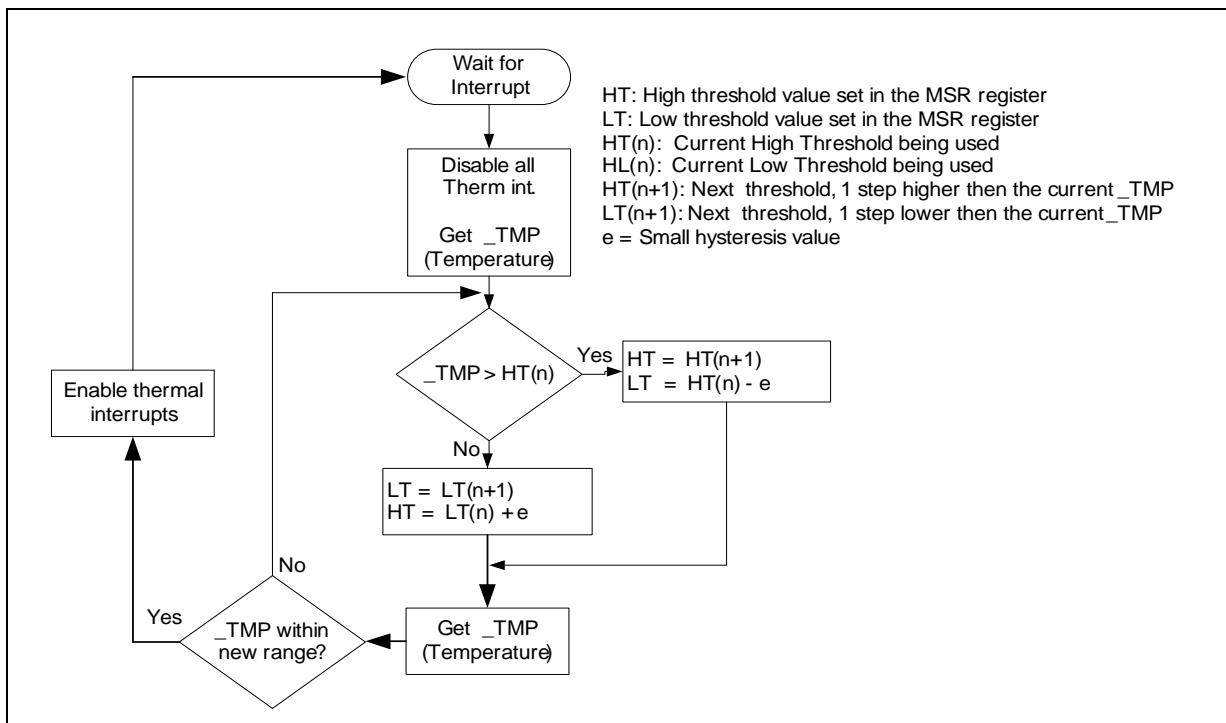 Wait for
Interrupt
HT: High threshold value set in the MSR register
LT: Low threshold value set in the MSR register
HT(n): Current High Threshold being used
HL(n): Current Low Threshold being used
HT(n+1): Next threshold, 1 step higher then the current _TMP
LT(n+1): Next threshold, 1 step lower then the current _TMP
e = Small hysteresis value
Disable all
Therm int.
Get _TMP
(Temperature)
_TMP > HT(n)
Yes
HT = HT(n+1)
LT = HT(n) - e
No
LT = LT(n+1)
HT = LT(n) + e
Get _TMP
(Temperature)
_TMP within
new range?
No
Yes
Enable thermal
interrupts